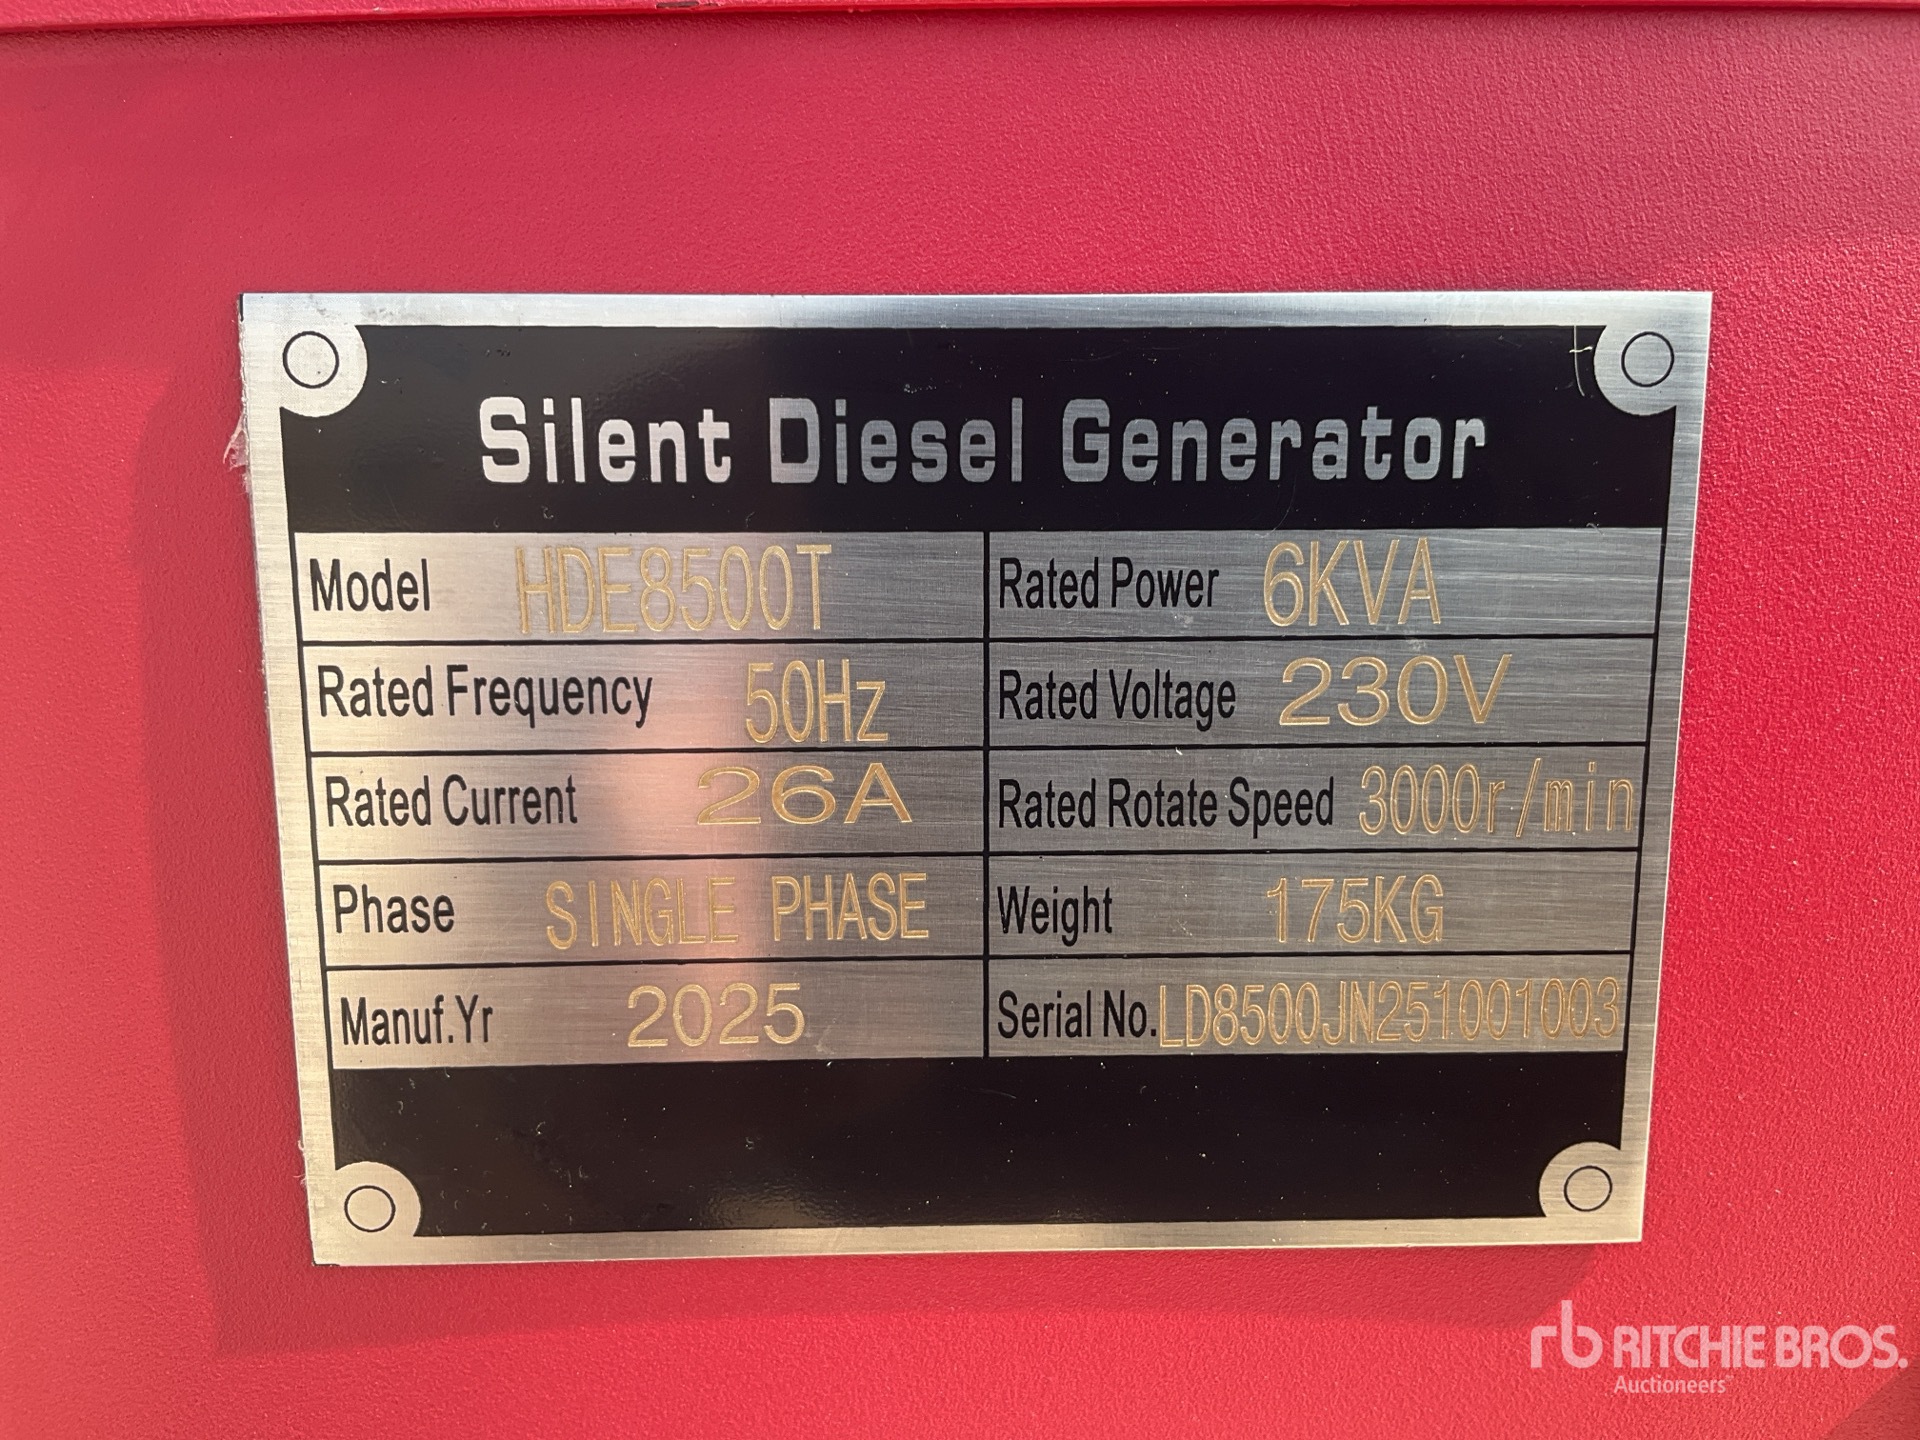 Silent Diesel Generator
Model HDE8500T Rated Power 6KVA
Rated Frequency 50Hz Rated Voltage 230V
Rated Current 26A Rated Rotate Speed 3000r/min
Phase SINGLE PHASE Weight 175KG
Manuf.Yr 2025 Serial No. LD8500JN251001003
rb RITCHIE BROS.
Auctioneers